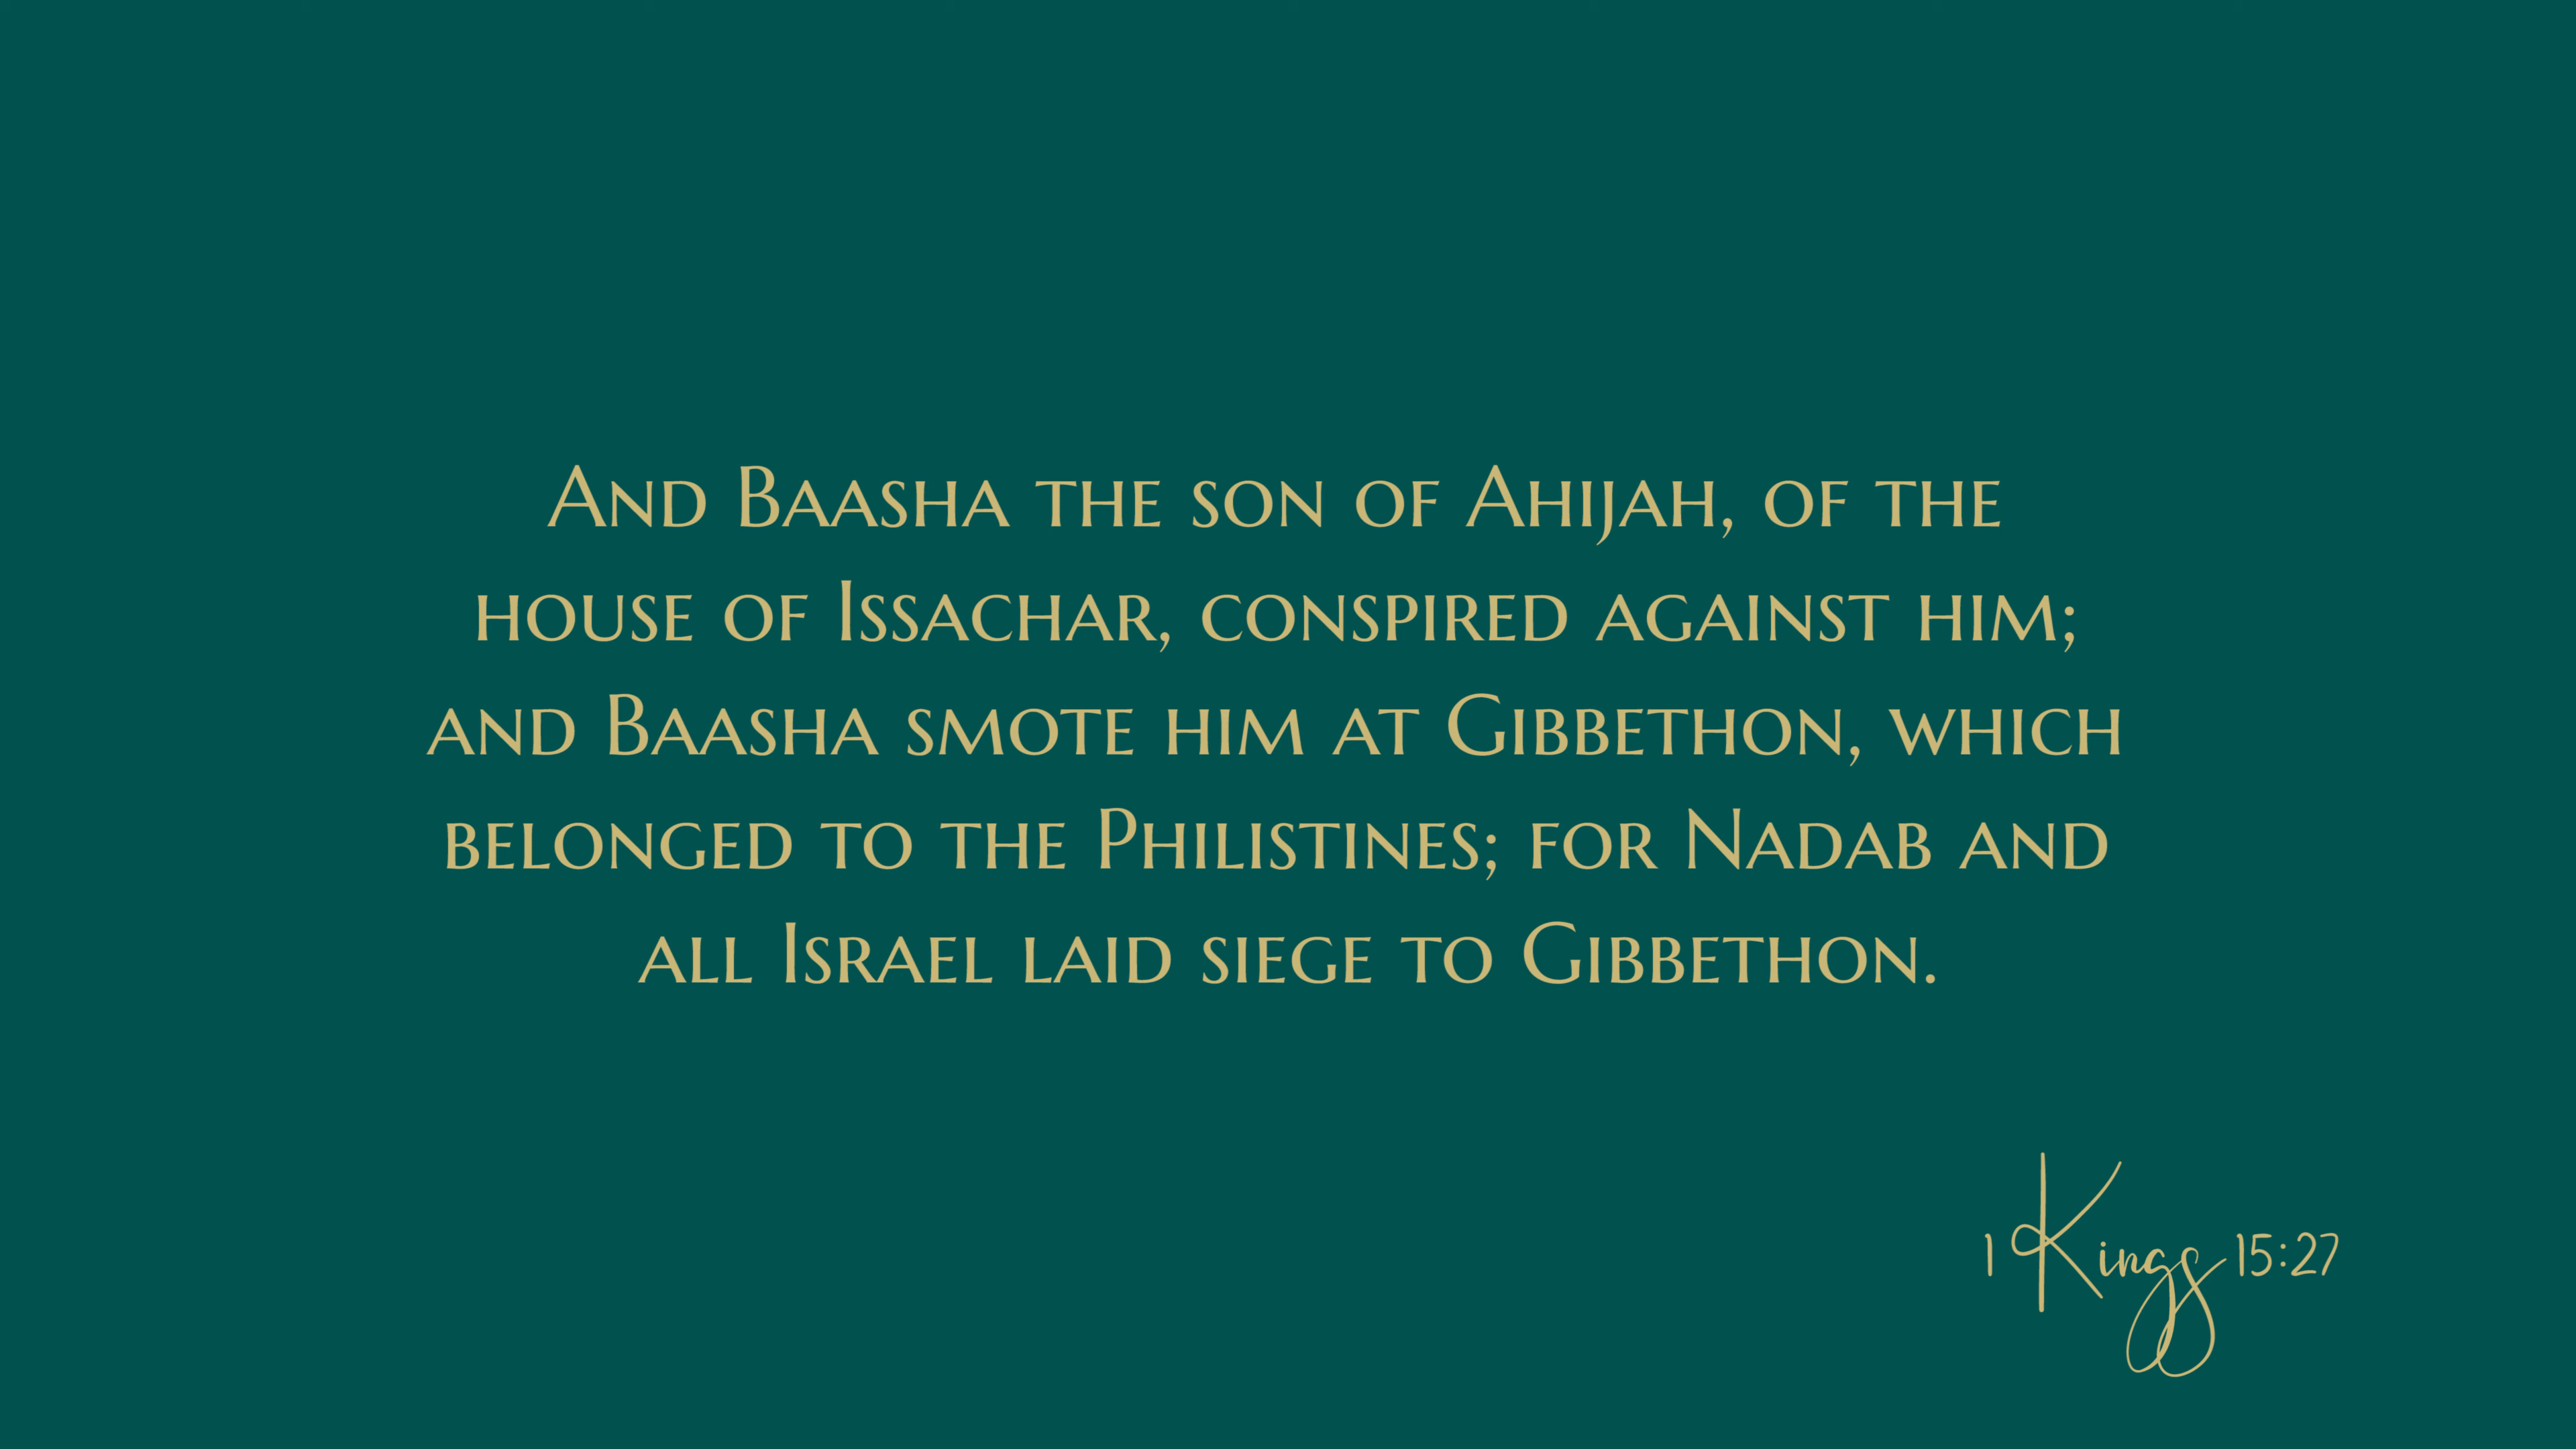 And Baasha the son of Ahijah, of the
house of Issachar, conspired against him;
and Baasha smote him at Gibbethon, which
belonged to the Philistines; for Nadab and
all Israel laid siege to Gibbethon.
1 Kings 15:27